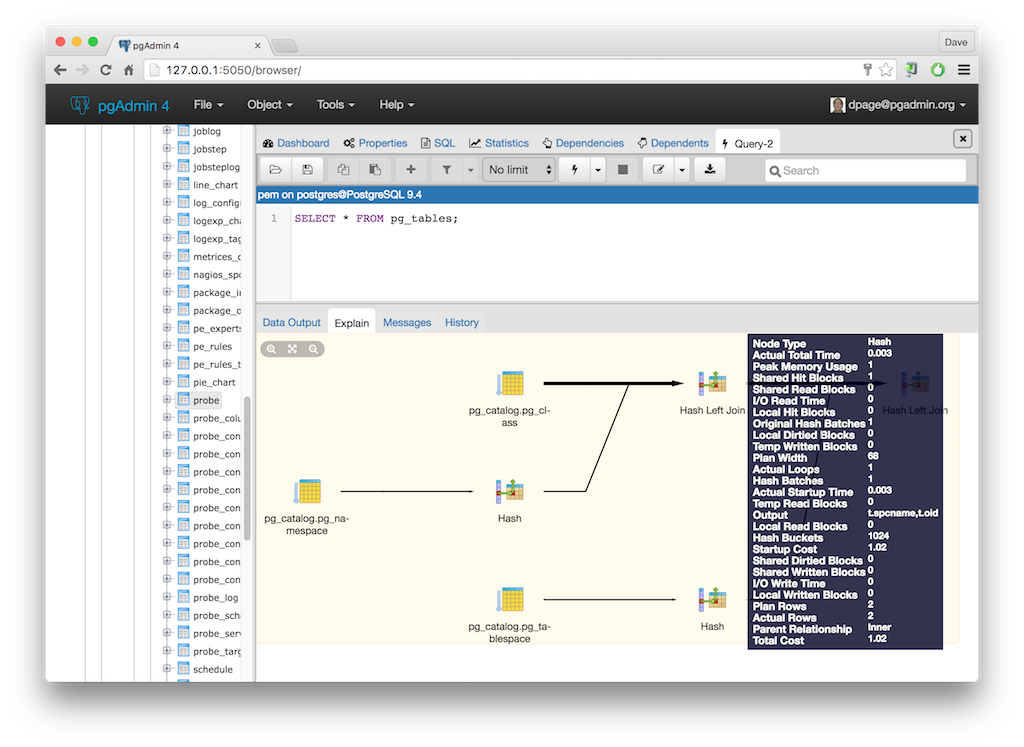 pgAdmin 4
Dave
127.0.0.1:5050/browser/
pgAdmin 4 File Object Tools Help dpage@pgadmin.org
joblog
jobstep
jobsteplog
line_chart
log_config
logexp_cha
logexp_tag
metrices_c
nagios_spo
package_in
package_o
pe_experts
pe_rules
pe_rules_t
pie_chart
probe
probe_colu
probe_con
probe_con
probe_con
probe_con
probe_con
probe_con
probe_con
probe_con
probe_con
probe_log
probe_sch
probe_serv
probe_targ
schedule
Dashboard Properties SQL Statistics Dependencies Dependents Query-2
No limit Search
pem on postgres@PostgreSQL 9.4
1 SELECT * FROM pg_tables;
Data Output Explain Messages History
pg_catalog.pg_cl-
ass
Hash Left Join
Hash Left Join
pg_catalog.pg_na-
mespace
Hash
pg_catalog.pg_ta-
blespace
Hash
Node Type Hash
Actual Total Time 0.003
Peak Memory Usage 1
Shared Hit Blocks 1
Shared Read Blocks 0
I/O Read Time 0
Local Hit Blocks 0
Original Hash Batches 1
Local Dirtied Blocks 0
Temp Written Blocks 0
Plan Width 68
Actual Loops 1
Hash Batches 1
Actual Startup Time 0.003
Temp Read Blocks 0
Output t.spcname,t.oid
Local Read Blocks 0
Hash Buckets 1024
Startup Cost 1.02
Shared Dirtied Blocks 0
Shared Written Blocks 0
I/O Write Time 0
Local Written Blocks 0
Plan Rows 2
Actual Rows 2
Parent Relationship Inner
Total Cost 1.02